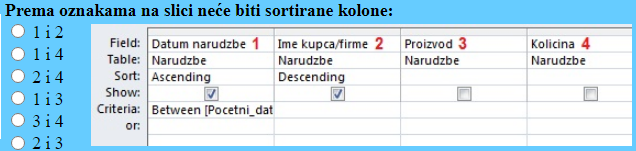 Prema oznakama na slici neće biti sortirane kolone:
1 i 2
1 i 4
2 i 4
1 i 3
3 i 4
2 i 3
Field: Datum narudzbe 1 Ime kupca/firme 2 Proizvod 3 Kolicina 4
Table: Narudzbe Narudzbe Narudzbe Narudzbe
Sort: Ascending Descending
Show:
Criteria: Between [Pocetni_dat
or: